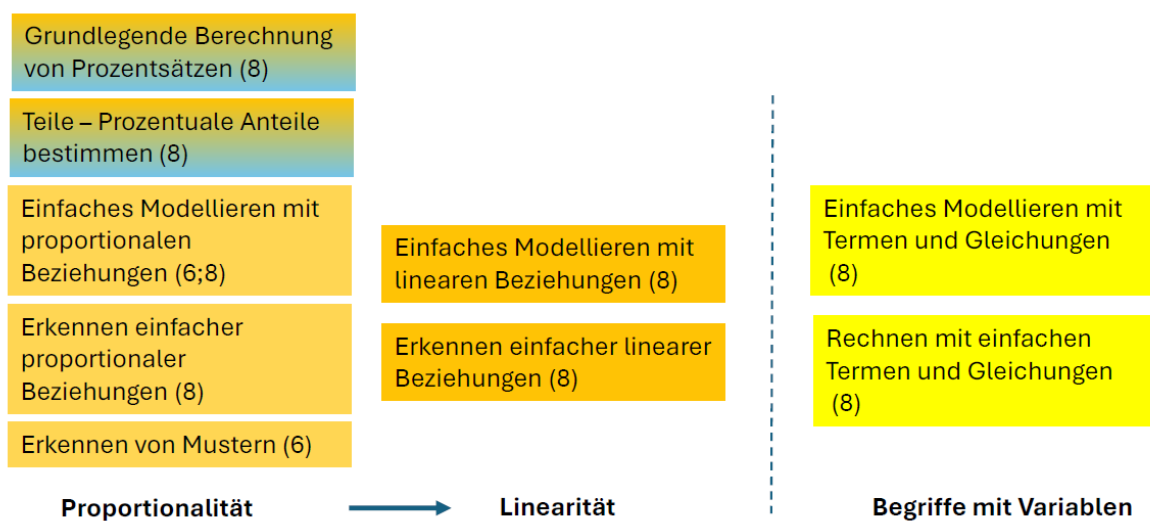 Grundlegende Berechnung
von Prozentsätzen (8)
Teile – Prozentuale Anteile
bestimmen (8)
Einfaches Modellieren mit
proportionalen
Beziehungen (6;8)
Erkennen einfacher
proportionaler
Beziehungen (8)
Erkennen von Mustern (6)
Proportionalität
Einfaches Modellieren mit
linearen Beziehungen (8)
Erkennen einfacher linearer
Beziehungen (8)
Linearität
Einfaches Modellieren mit
Termen und Gleichungen
(8)
Rechnen mit einfachen
Termen und Gleichungen
(8)
Begriffe mit Variablen